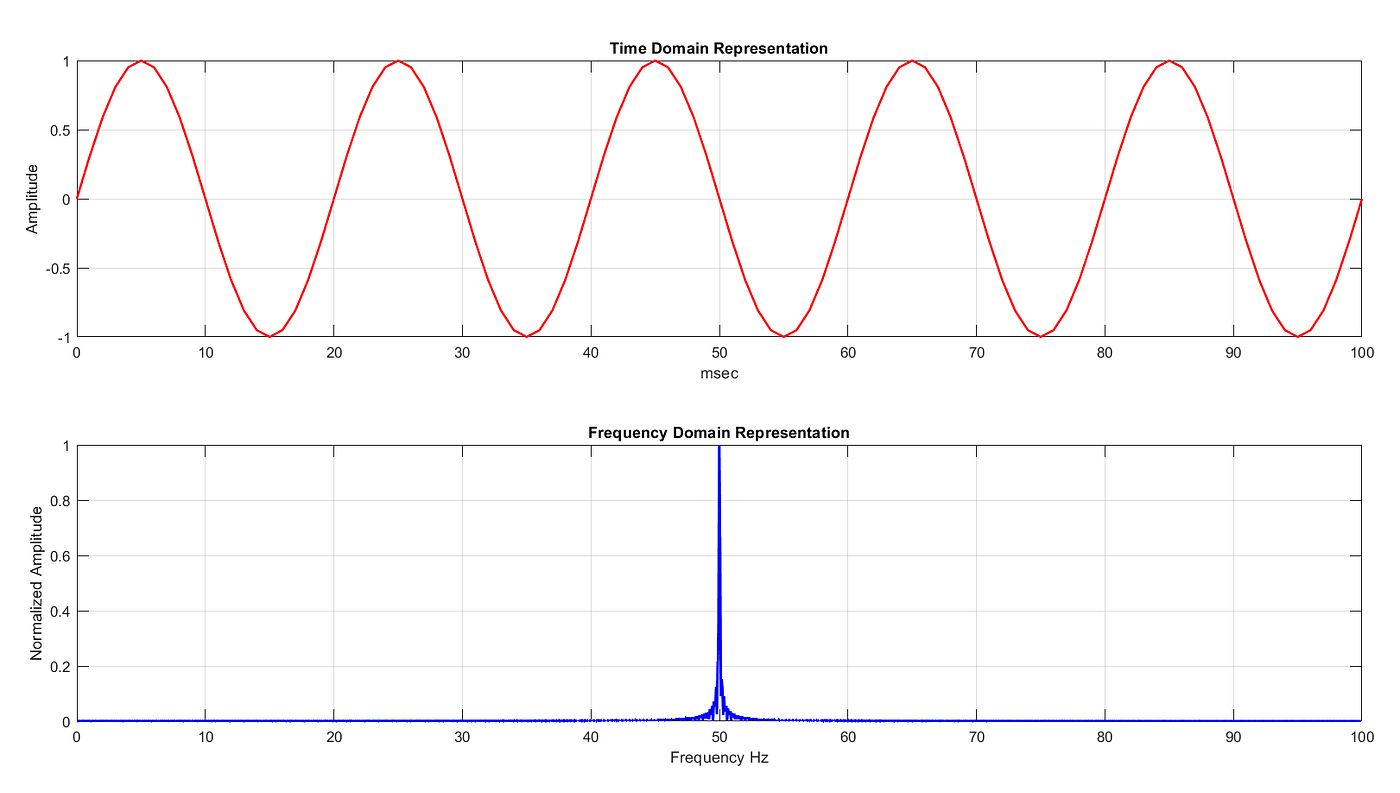 Time Domain Representation
1
0.5
0
-0.5
-1
Amplitude
0 10 20 30 40 50 60 70 80 90 100
msec
Frequency Domain Representation
1
0.8
0.6
0.4
0.2
0
Normalized Amplitude
0 10 20 30 40 50 60 70 80 90 100
Frequency Hz